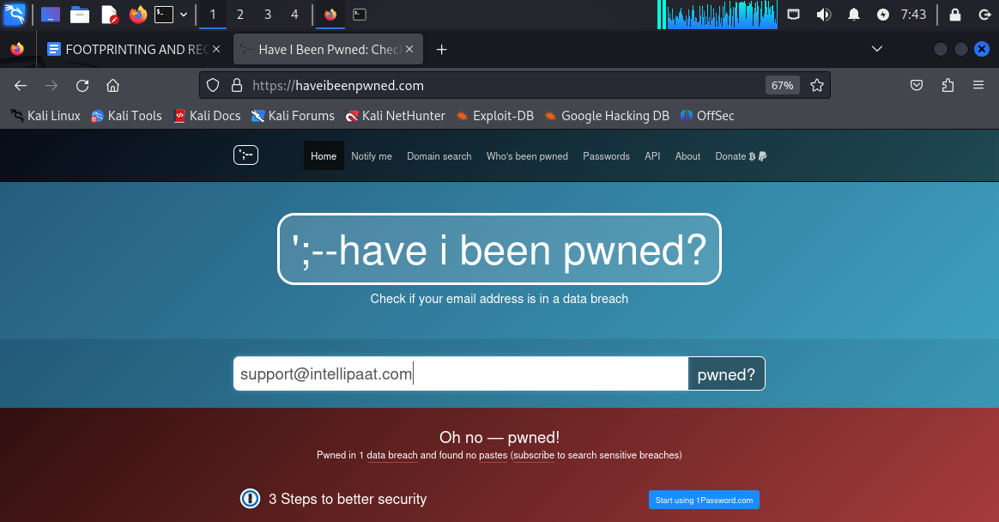 1 2 3 4 7:43
FOOTPRINTING AND REC Have I Been Pwned: Chec
https://haveibeenpwned.com 67%
Kali Linux Kali Tools Kali Docs Kali Forums Kali NetHunter Exploit-DB Google Hacking DB OffSec
';-- Home Notify me Domain search Who's been pwned Passwords API About Donate
';--have i been pwned?
Check if your email address is in a data breach
support@intellipaat.com pwned?
Oh no — pwned!
Pwned in 1 data breach and found no pastes (subscribe to search sensitive breaches)
3 Steps to better security Start using 1Password.com